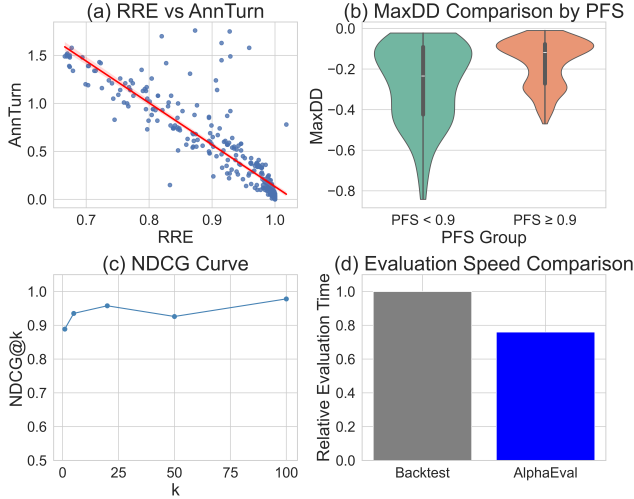 (a) RRE vs AnnTurn
AnnTurn
1.5
1.0
0.5
0.0
0.7
0.8
0.9
1.0
RRE
(b) MaxDD Comparison by PFS
MaxDD
0.0
−0.2
−0.4
−0.6
−0.8
PFS < 0.9
PFS ≥ 0.9
PFS Group
(c) NDCG Curve
NDCG@k
1.0
0.9
0.8
0.7
0.6
0.5
0
25
50
75
100
k
(d) Evaluation Speed Comparison
Relative Evaluation Time
1.0
0.8
0.6
0.4
0.2
0.0
Backtest
AlphaEval